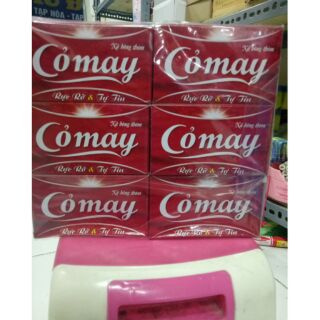 TẠP HÓA - TẠP
Xà bông thơm
Xà bông thơm
Cỏmay
Cỏmay
Rực Rỡ & Tự Tin
Rực Rỡ & Tự Tin
Xà bông thơm
Xà bông thơm
Cỏmay
Cỏmay
Rực Rỡ & Tự Tin
Rực Rỡ & Tự Tin
Xà bông thơm
Xà bông thơm
Cỏmay
Cỏmay
Rực Rỡ & Tự Tin
Rực Rỡ & Tự Tin